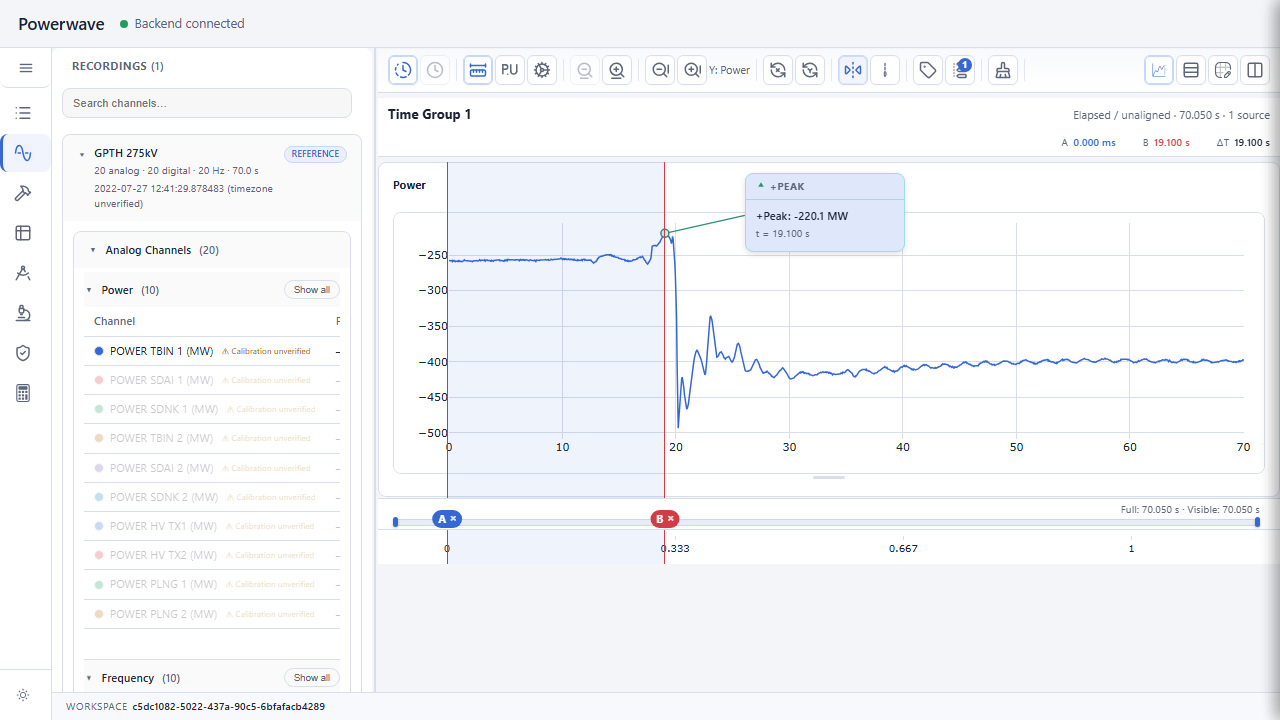 Powerwave
Backend connected
RECORDINGS (1)
Search channels...
GPTH 275kV
REFERENCE
20 analog · 20 digital · 20 Hz · 70.0 s
2022-07-27 12:41:29.878483 (timezone
unverified)
Analog Channels (20)
Power (10)
Show all
Channel
POWER TBIN 1 (MW) ⚠ Calibration unverified –
POWER SDAI 1 (MW) ⚠ Calibration unverified –
POWER SDNK 1 (MW) ⚠ Calibration unverified –
POWER TBIN 2 (MW) ⚠ Calibration unverified –
POWER SDAI 2 (MW) ⚠ Calibration unverified –
POWER SDNK 2 (MW) ⚠ Calibration unverified –
POWER HV TX1 (MW) ⚠ Calibration unverified –
POWER HV TX2 (MW) ⚠ Calibration unverified –
POWER PLNG 1 (MW) ⚠ Calibration unverified –
POWER PLNG 2 (MW) ⚠ Calibration unverified –
Frequency (10)
Show all
WORKSPACE c5dc1082-5022-437a-90c5-6bfafacb4289
P.U
Y: Power
1
Time Group 1
Elapsed / unaligned · 70.050 s · 1 source
A 0.000 ms B 19.100 s ΔT 19.100 s
Power
+PEAK
+Peak: -220.1 MW
t = 19.100 s
−250
−300
−350
−400
−450
−500
0 10 20 30 40 50 60 70
Full: 70.050 s · Visible: 70.050 s
A ×
B ×
0 0.333 0.667 1